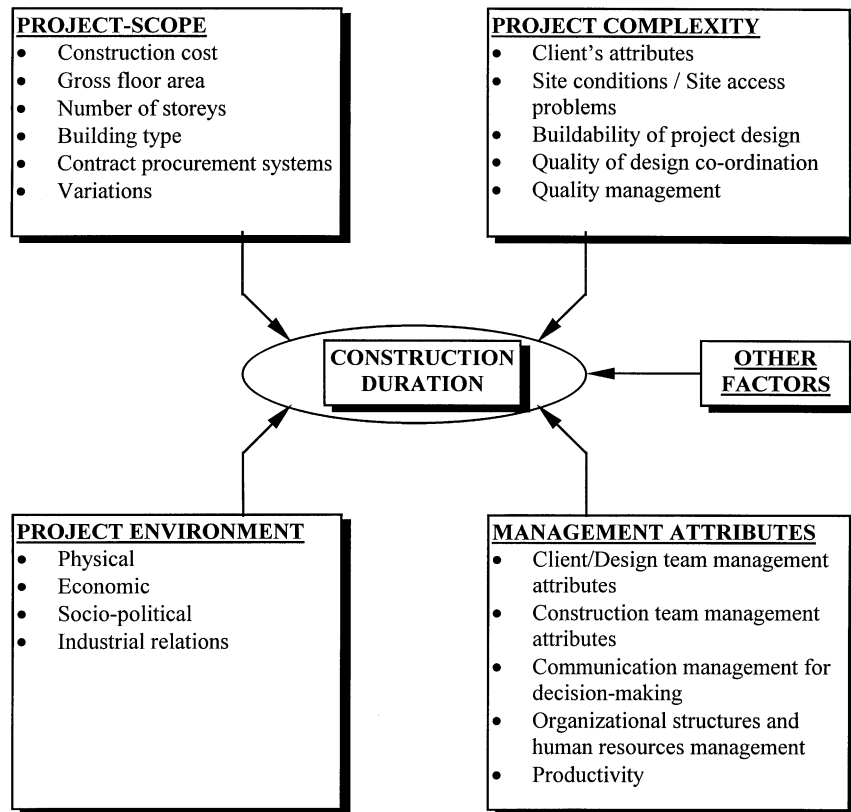 PROJECT-SCOPE
• Construction cost
• Gross floor area
• Number of storeys
• Building type
• Contract procurement systems
• Variations
PROJECT COMPLEXITY
• Client's attributes
• Site conditions / Site access
problems
• Buildability of project design
• Quality of design co-ordination
• Quality management
CONSTRUCTION
DURATION
OTHER
FACTORS
PROJECT ENVIRONMENT
• Physical
• Economic
• Socio-political
• Industrial relations
MANAGEMENT ATTRIBUTES
• Client/Design team management
attributes
• Construction team management
attributes
• Communication management for
decision-making
• Organizational structures and
human resources management
• Productivity